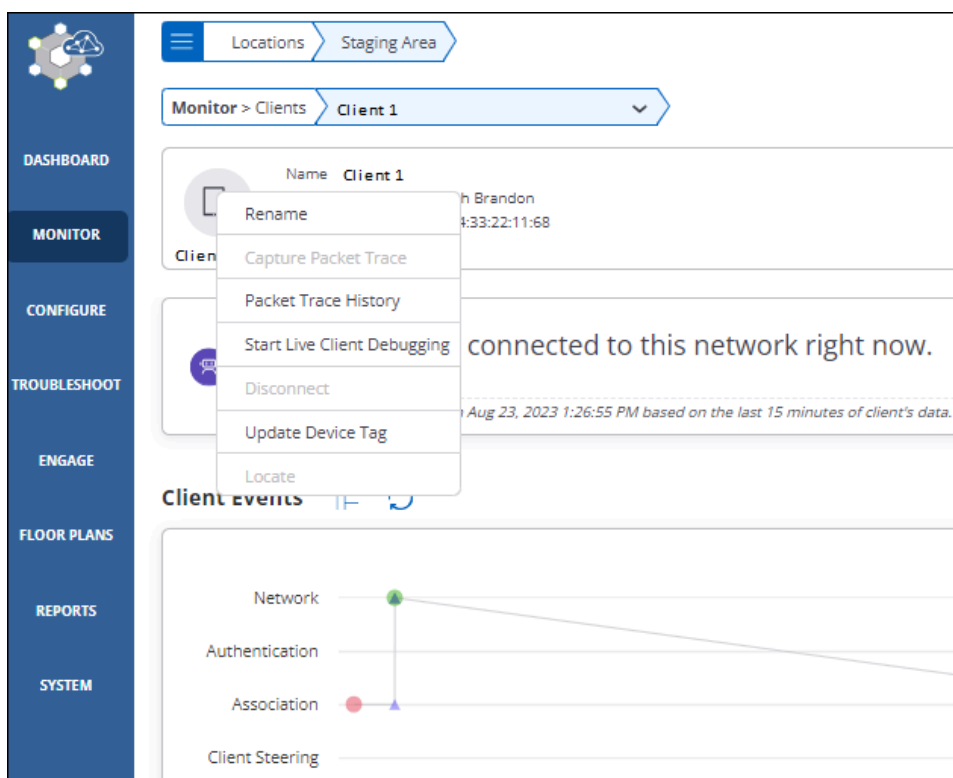 Locations
Staging Area
Monitor > Clients
Client 1
DASHBOARD
MONITOR
CONFIGURE
TROUBLESHOOT
ENGAGE
FLOOR PLANS
REPORTS
SYSTEM
Name Client 1
h Brandon
:33:22:11:68
Clien
Rename
Capture Packet Trace
Packet Trace History
Start Live Client Debugging
Disconnect
Update Device Tag
Locate
connected to this network right now.
Aug 23, 2023 1:26:55 PM based on the last 15 minutes of client's data.
Client Events
Network
Authentication
Association
Client Steering